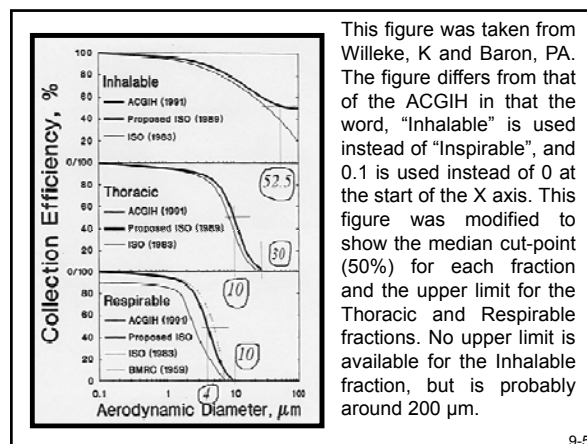 100
80
60
40
20
0/100
80
60
40
20
0/100
80
60
40
20
0
Collection Efficiency, %
Inhalable
ACGIH (1991)
Proposed ISO (1989)
ISO (1983)
52.5
Thoracic
ACGIH (1991)
Proposed ISO (1989)
ISO (1983)
30
10
Respirable
ACGIH (1991)
Proposed ISO
ISO (1983)
BMRC (1959)
10
4
0.1 1 10 100
Aerodynamic Diameter, μm
This figure was taken from
Willeke, K and Baron, PA.
The figure differs from that
of the ACGIH in that the
word, “Inhalable” is used
instead of “Inspirable”, and
0.1 is used instead of 0 at
the start of the X axis. This
figure was modified to
show the median cut-point
(50%) for each fraction
and the upper limit for the
Thoracic and Respirable
fractions. No upper limit is
available for the Inhalable
fraction, but is probably
around 200 μm.